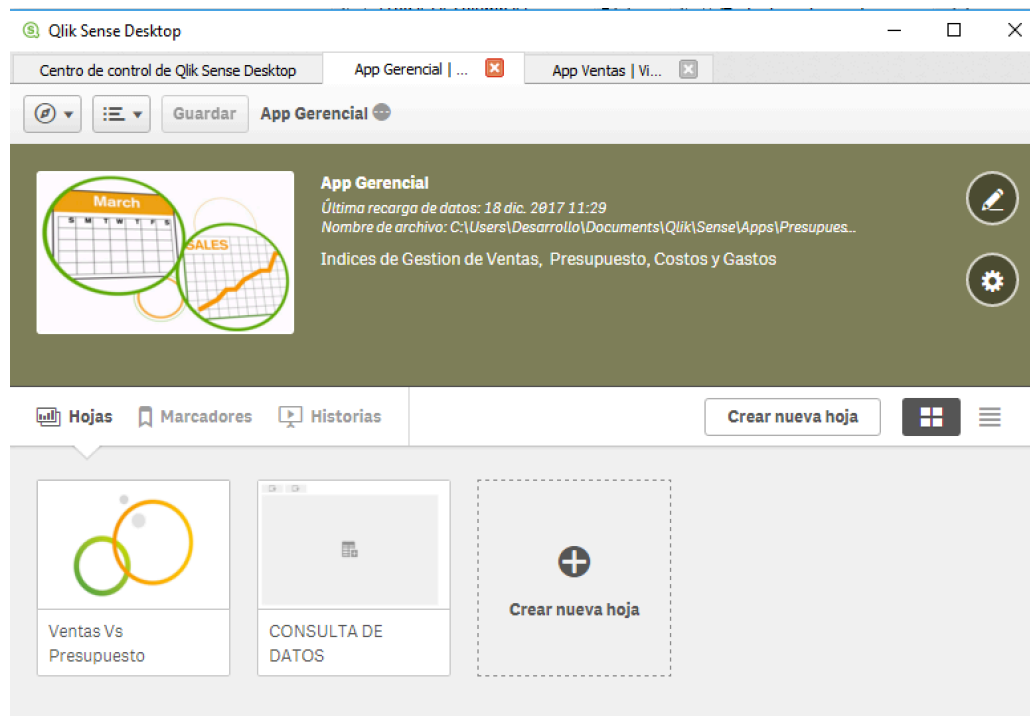 Qlik Sense Desktop
Centro de control de Qlik Sense Desktop
App Gerencial | ...
App Ventas | Vi...
Guardar
App Gerencial
March
S M T W T F S
SALES
App Gerencial
Última recarga de datos: 18 dic. 2017 11:29
Nombre de archivo: C:\Users\Desarrollo\Documents\Qlik\Sense\Apps\Presupues...
Indices de Gestion de Ventas, Presupuesto, Costos y Gastos
Hojas
Marcadores
Historias
Crear nueva hoja
Ventas Vs
Presupuesto
CONSULTA DE
DATOS
Crear nueva hoja